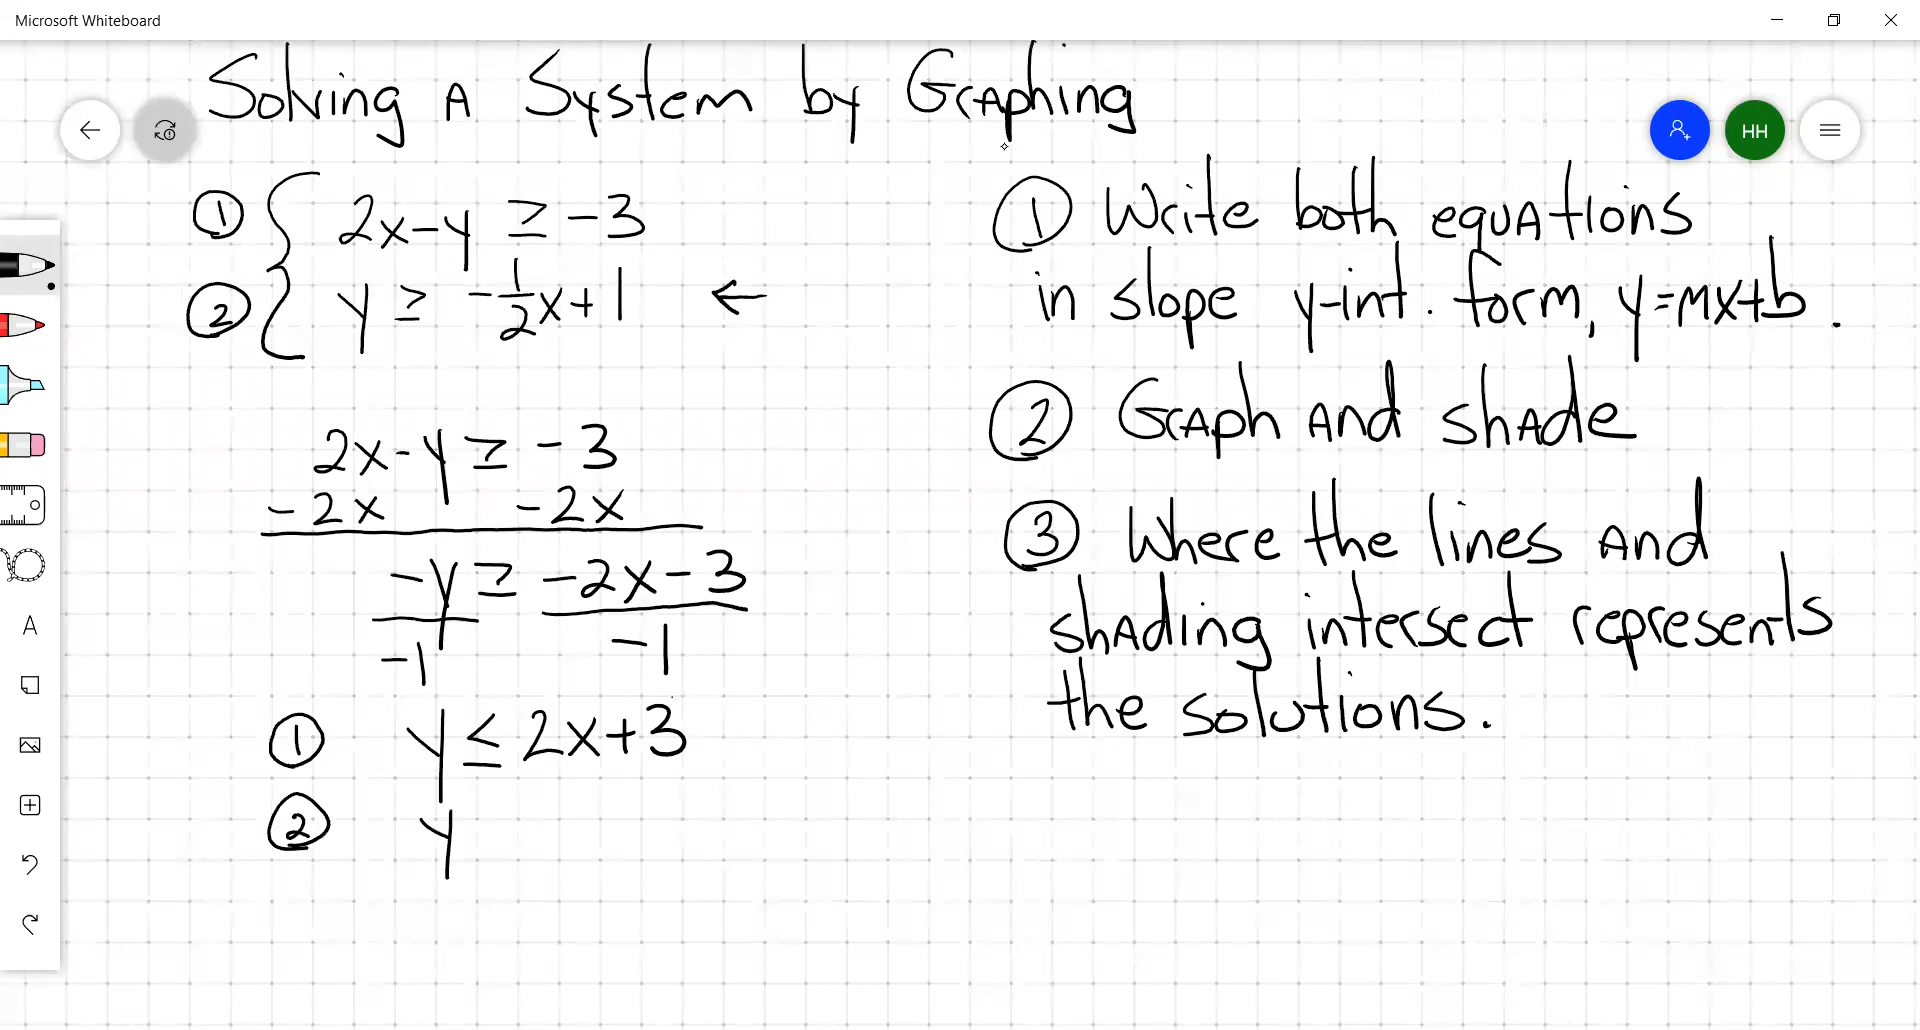 Microsoft Whiteboard
Solving A System by Graphing
HH
① 2x-y ≥ -3
② y ≥ -1/2x+1 ←
2x-y ≥ -3
-2x -2x
-y ≥ -2x-3
-1 -1
① y ≤ 2x+3
② y
① Write both equations
in slope y-int. form, y=mx+b.
② Graph and shade
③ Where the lines and
shading intersect represents
the solutions.
A